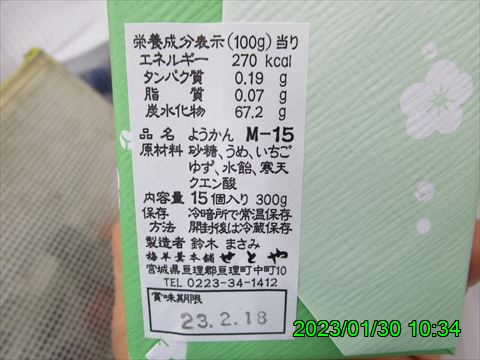 栄養成分表示(100g)当り
エネルギー 270 kcal
タンパク質 0.19 g
脂 質 0.07 g
炭水化物 67.2 g
品 名 ようかん M-15
原材料 砂糖、うめ、いちご
ゆず、水飴、寒天
クエン酸
内容量 15個入り 300g
保存 冷暗所で常温保存
方法 開封後は冷蔵保存
製造者 鈴木 まさみ
梅羊羹本舗 せとや
宮城県亘理郡亘理町中町10
TEL 0223-34-1412
賞味期限
23.2.18
2023/01/30 10:34